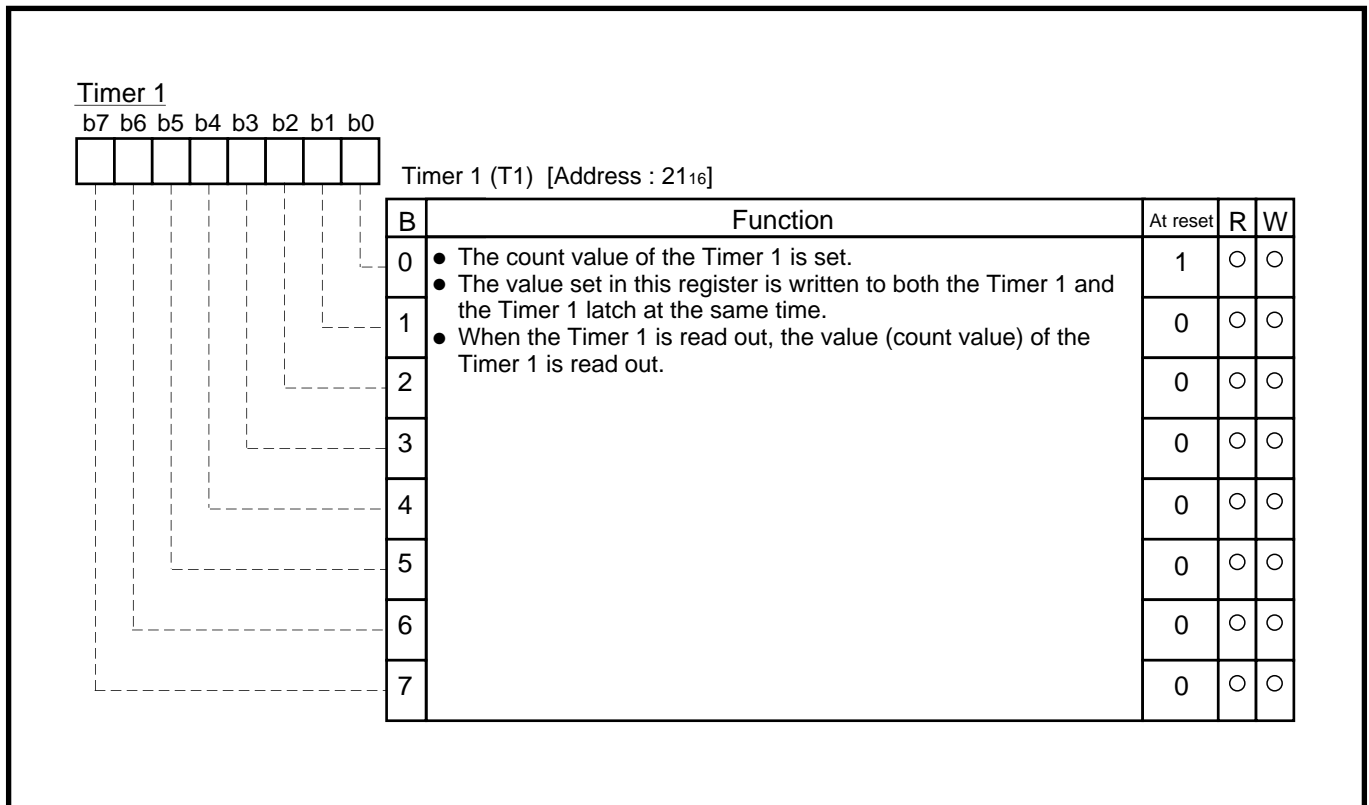 Timer 1
b7 b6 b5 b4 b3 b2 b1 b0
Timer 1 (T1) [Address : 2116]
B Function At reset R W
0 ● The count value of the Timer 1 is set. 1 ○ ○
● The value set in this register is written to both the Timer 1 and
the Timer 1 latch at the same time.
1 0 ○ ○
● When the Timer 1 is read out, the value (count value) of the
Timer 1 is read out.
2 0 ○ ○
3 0 ○ ○
4 0 ○ ○
5 0 ○ ○
6 0 ○ ○
7 0 ○ ○